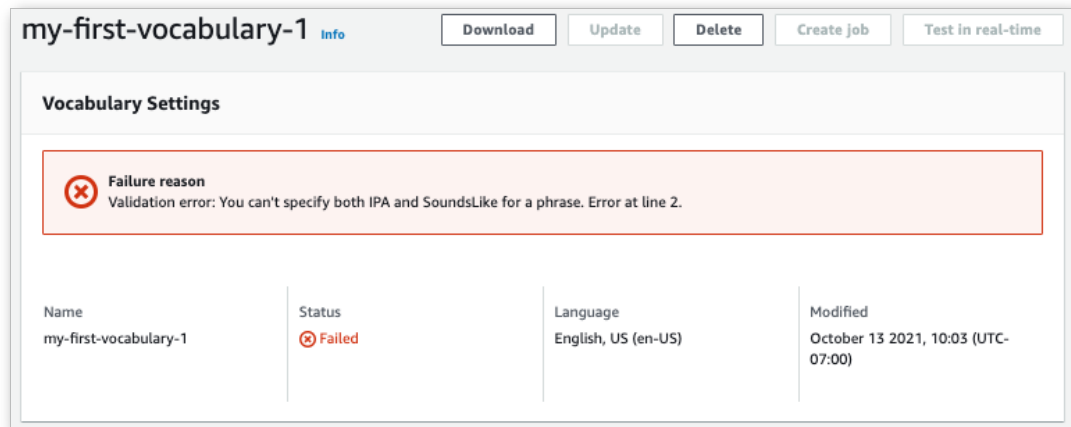 my-first-vocabulary-1 Info Download Update Delete Create job Test in real-time
Vocabulary Settings
Failure reason
Validation error: You can't specify both IPA and SoundsLike for a phrase. Error at line 2.
Name Status Language Modified
my-first-vocabulary-1 Failed English, US (en-US) October 13 2021, 10:03 (UTC-
07:00)